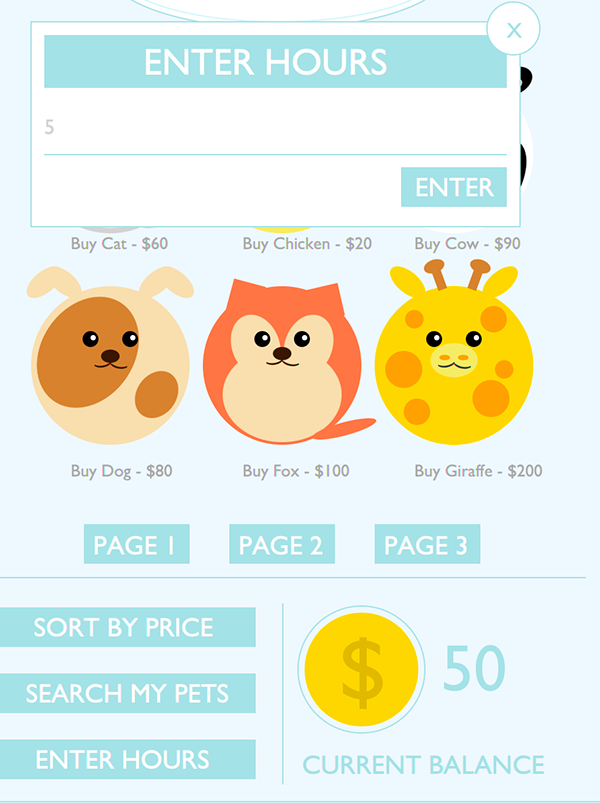 X
ENTER HOURS
5
ENTER
Buy Cat - $60
Buy Chicken - $20
Buy Cow - $90
Buy Dog - $80
Buy Fox - $100
Buy Giraffe - $200
PAGE 1
PAGE 2
PAGE 3
SORT BY PRICE
SEARCH MY PETS
ENTER HOURS
$
50
CURRENT BALANCE